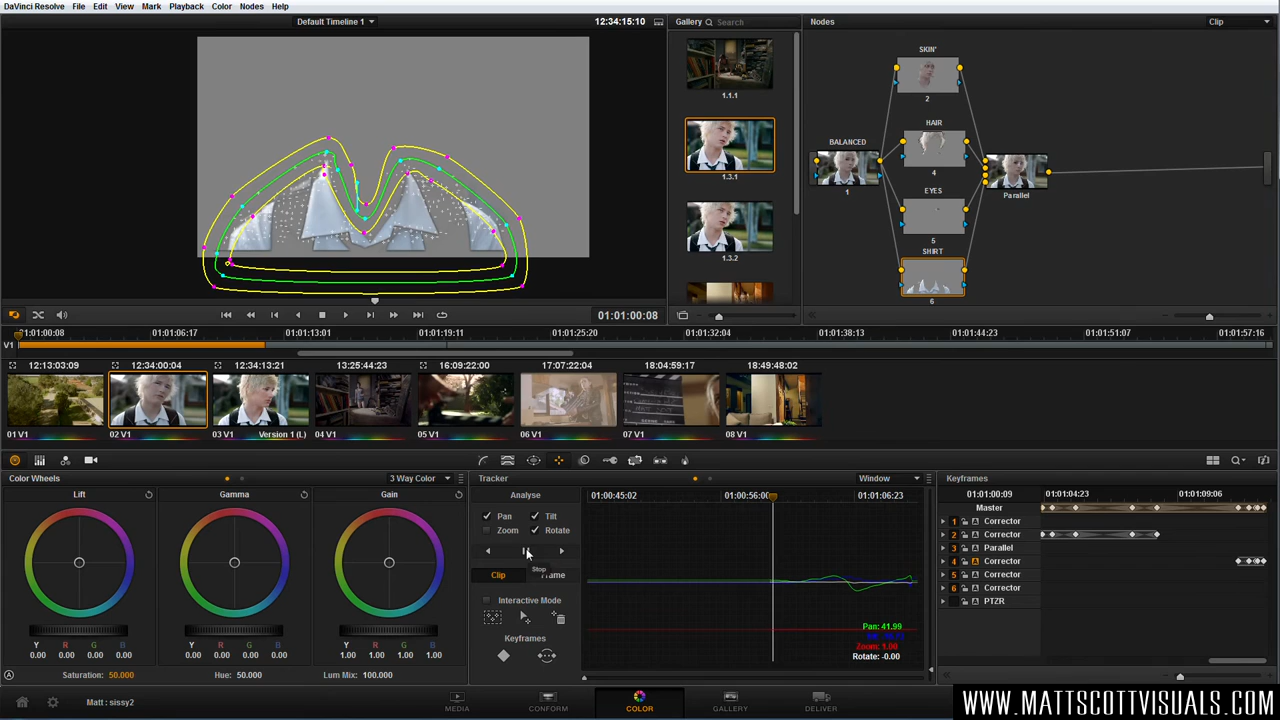 DaVinci Resolve File Edit View Mark Playback Color Nodes Help
Default Timeline 1 12:34:15:10 Gallery Search Nodes Clip
1.1.1
1.3.1
1.3.2
SKIN'
2
HAIR
4
BALANCED
1
EYES
5
SHIRT
6
Parallel
01:01:00:08
01:01:00:08 01:01:06:17 01:01:13:01 01:01:19:11 01:01:25:20 01:01:32:04 01:01:38:13 01:01:44:23 01:01:51:07 01:01:57:16
V1
12:13:03:09 12:34:00:04 12:34:13:21 13:25:44:23 16:09:22:00 17:07:22:04 18:04:59:17 18:49:48:02
01 V1 02 V1 03 V1 Version 1 (L) 04 V1 05 V1 06 V1 07 V1 08 V1
Color Wheels 3 Way Color
Lift Gamma Gain
Y R G B Y R G B Y R G B
0.00 0.00 0.00 0.00 0.00 0.00 0.00 0.00 1.00 1.00 1.00 1.00
A Saturation: 50.000 Hue: 50.000 Lum Mix: 100.000
Tracker Window
Analyse
Pan Tilt
Zoom Rotate
Stop
Clip Frame
Interactive Mode
Keyframes
01:00:45:02 01:00:56:00 01:01:06:23
Pan: 41.99
Zoom: 1.00
Rotate: -0.00
Keyframes All
01:01:00:09 01:01:04:23 01:01:09:06
Master
1 Corrector
2 Corrector
3 Parallel
4 Corrector
5 Corrector
6 Corrector
PTZR
Matt : sissy2
MEDIA CONFORM COLOR GALLERY DELIVER
WWW.MATTSCOTTVISUALS.COM